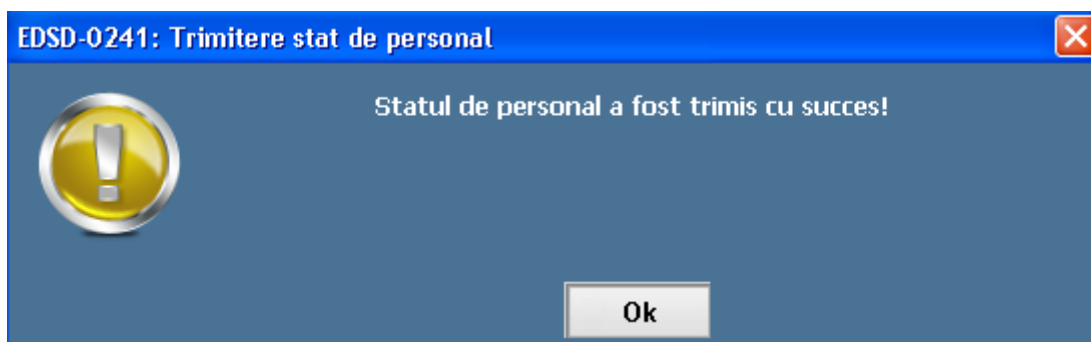 EDSD-0241: Trimitere stat de personal
Statul de personal a fost trimis cu succes!
Ok